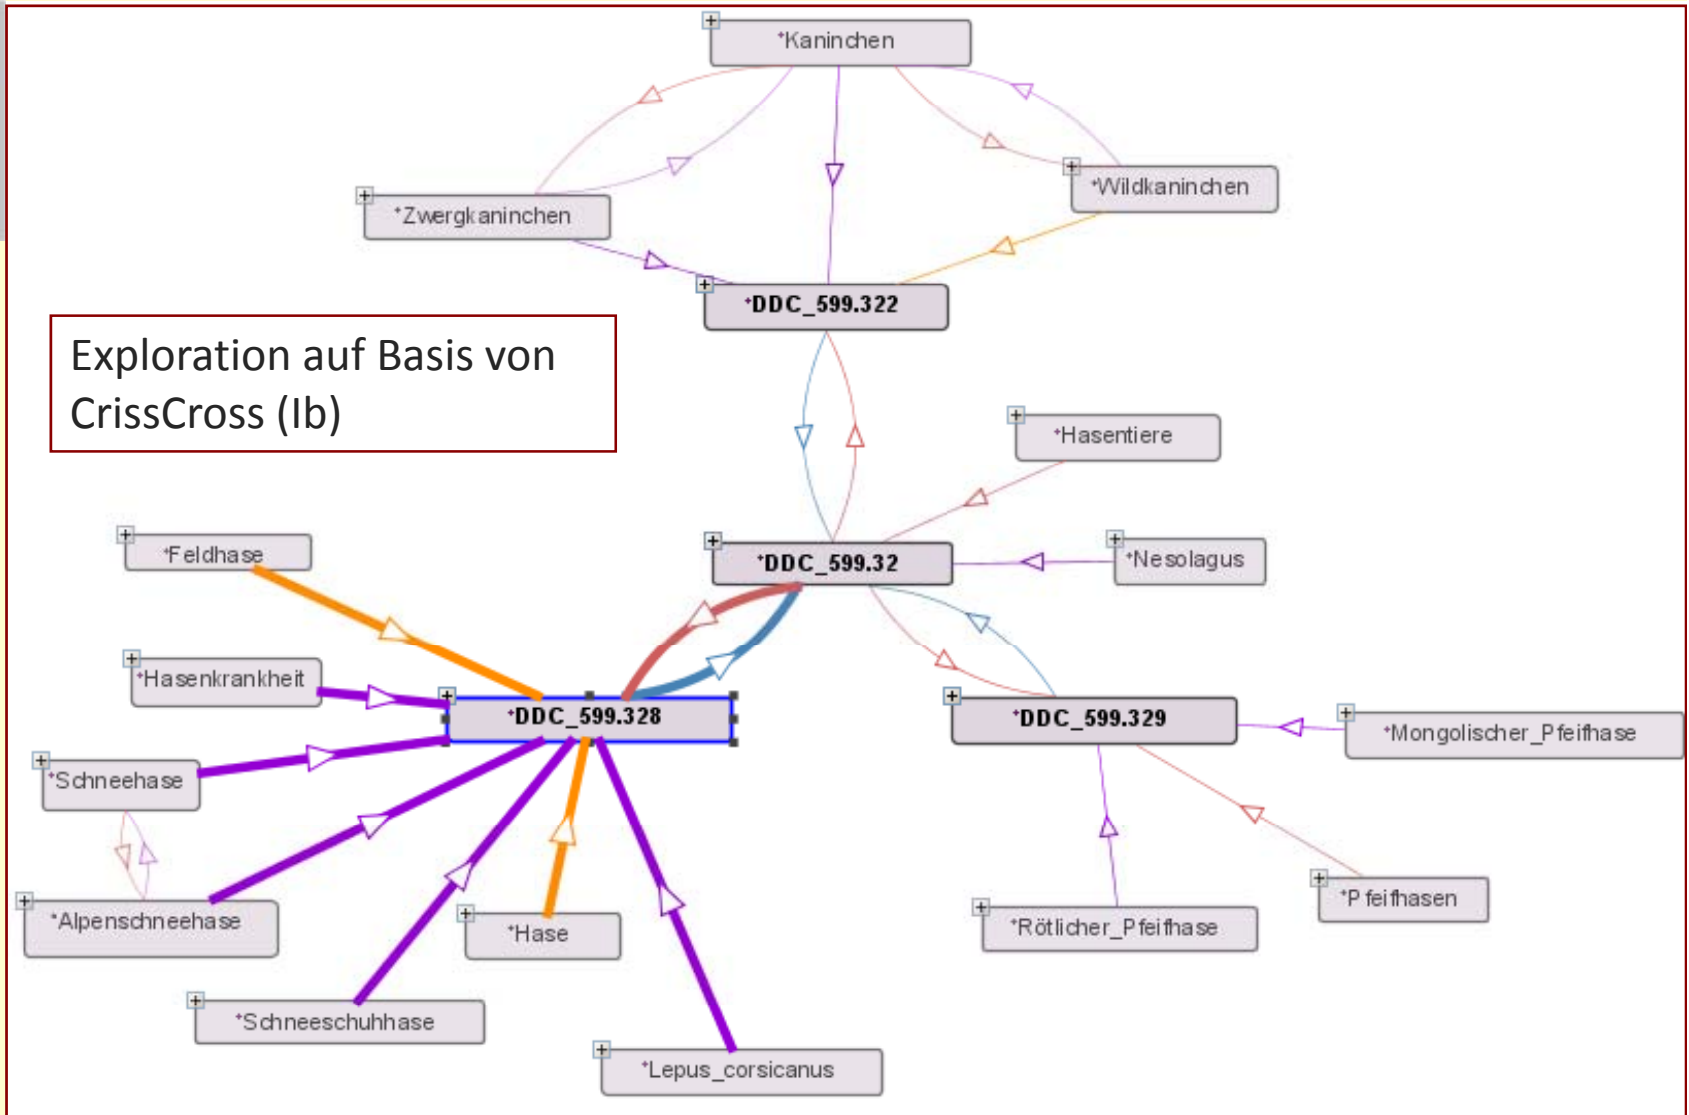 *Kaninchen
*Wildkaninchen
*Zwergkaninchen
*DDC_599.322
Exploration auf Basis von
CrissCross (Ib)
*Hasentiere
*Feldhase
*DDC_599.32
*Nesolagus
*Hasenkrankheit
*DDC_599.328
*DDC_599.329
*Mongolischer_Pfeifhase
*Schneehase
*Pfeifhasen
*Alpenschneehase
*Hase
*Rötlicher_Pfeifhase
*Schneeschuhhase
*Lepus_corsicanus